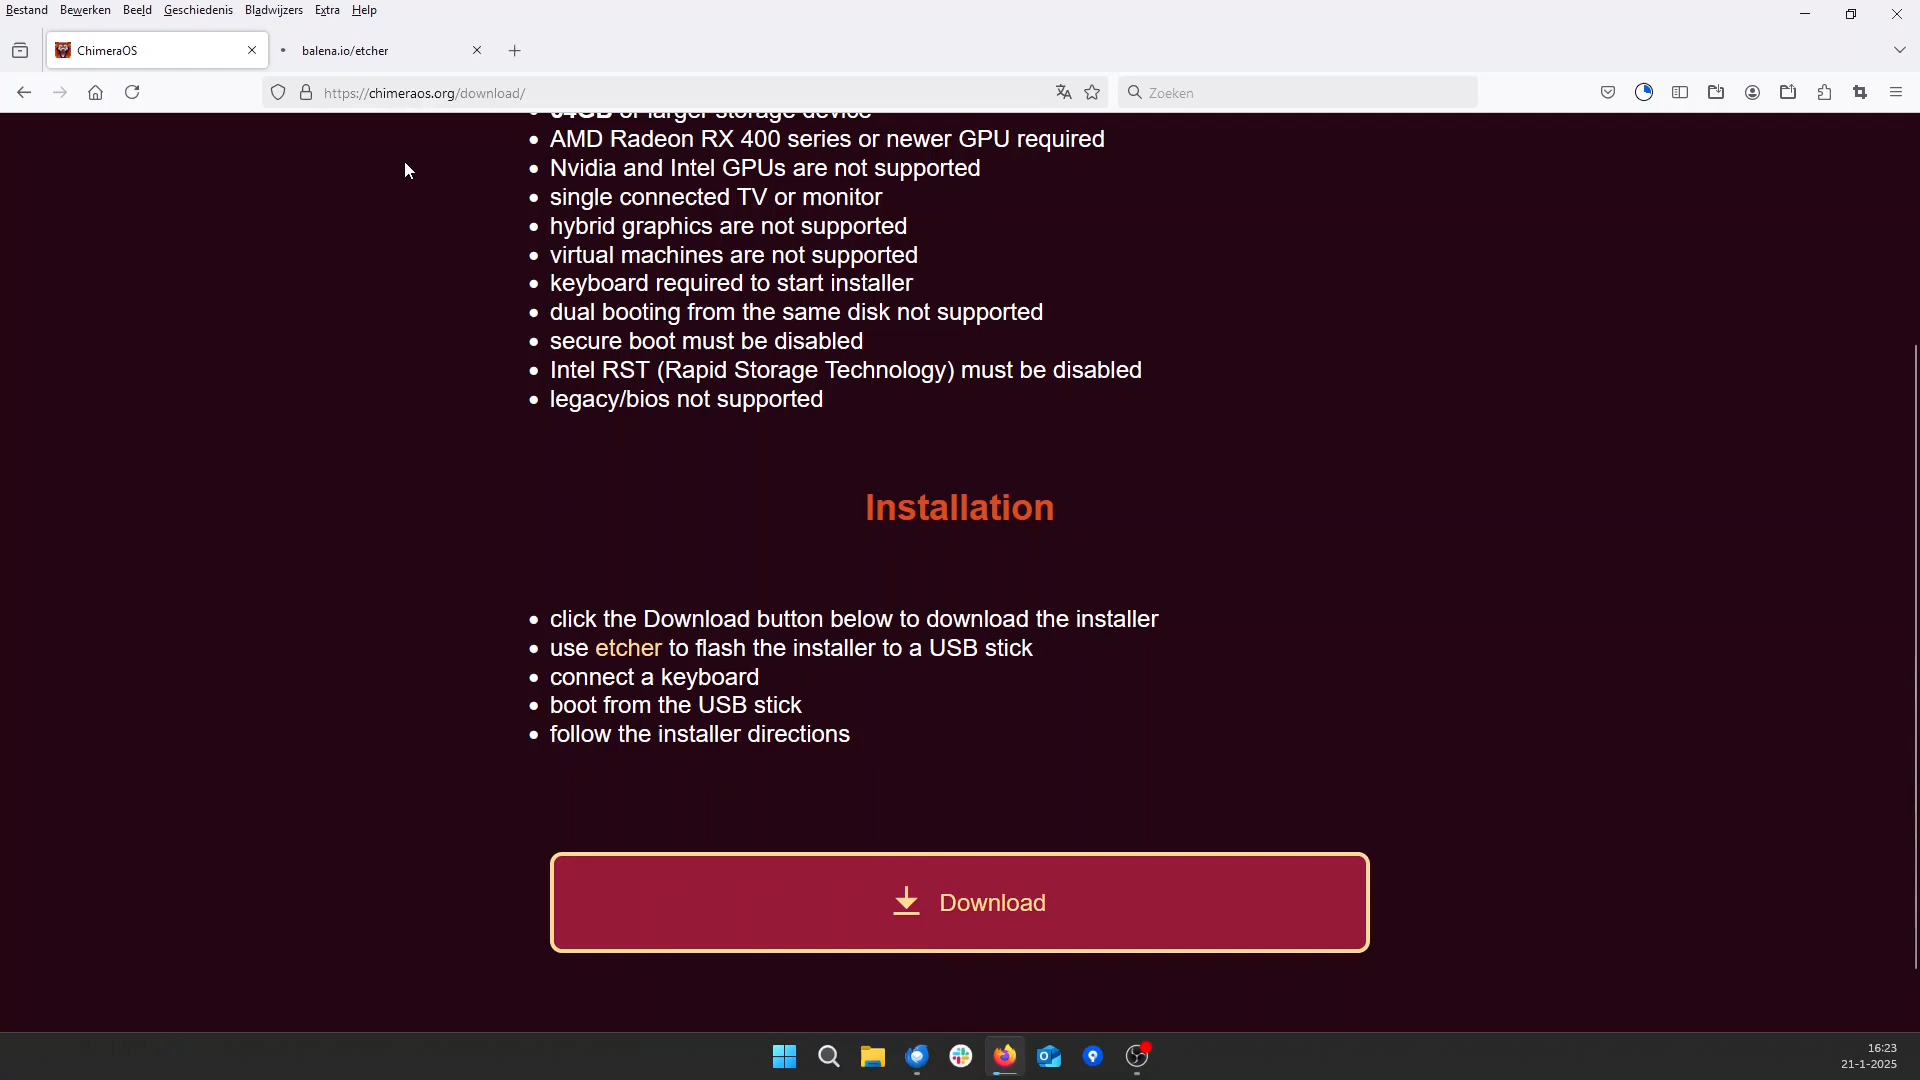 Bestand Bewerken Beeld Geschiedenis Bladwijzers Extra Help
ChimeraOS
balena.io/etcher
https://chimeraos.org/download/
Zoeken
64GB or larger storage device
AMD Radeon RX 400 series or newer GPU required
Nvidia and Intel GPUs are not supported
single connected TV or monitor
hybrid graphics are not supported
virtual machines are not supported
keyboard required to start installer
dual booting from the same disk not supported
secure boot must be disabled
Intel RST (Rapid Storage Technology) must be disabled
legacy/bios not supported
Installation
click the Download button below to download the installer
use etcher to flash the installer to a USB stick
connect a keyboard
boot from the USB stick
follow the installer directions
Download
16:23
21-1-2025